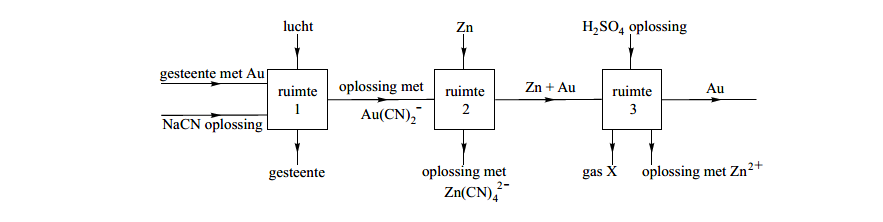 lucht
Zn
H₂SO₄ oplossing
gesteente met Au
ruimte
1
oplossing met
Au(CN)₂⁻
ruimte
2
Zn + Au
ruimte
3
Au
NaCN oplossing
gesteente
oplossing met
Zn(CN)₄²⁻
gas X
oplossing met Zn²⁺